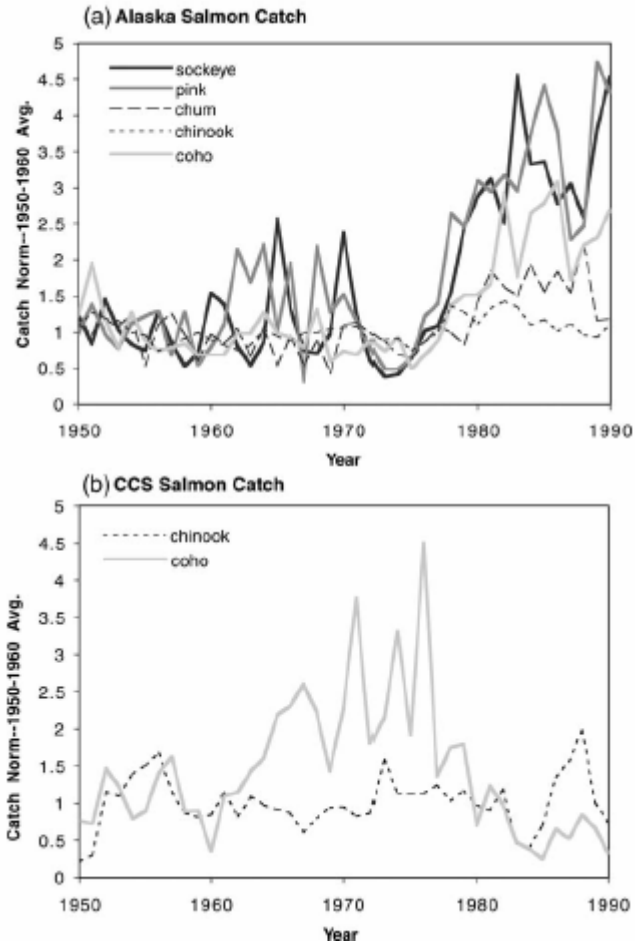 (a) Alaska Salmon Catch
5
4.5
4
3.5
3
2.5
2
1.5
1
0.5
0
Catch Norm--1950-1960 Avg.
sockeye
pink
chum
chinook
coho
1950 1960 1970 1980 1990
Year
(b) CCS Salmon Catch
5
4.5
4
3.5
3
2.5
2
1.5
1
0.5
0
Catch Norm--1950-1960 Avg.
chinook
coho
1950 1960 1970 1980 1990
Year